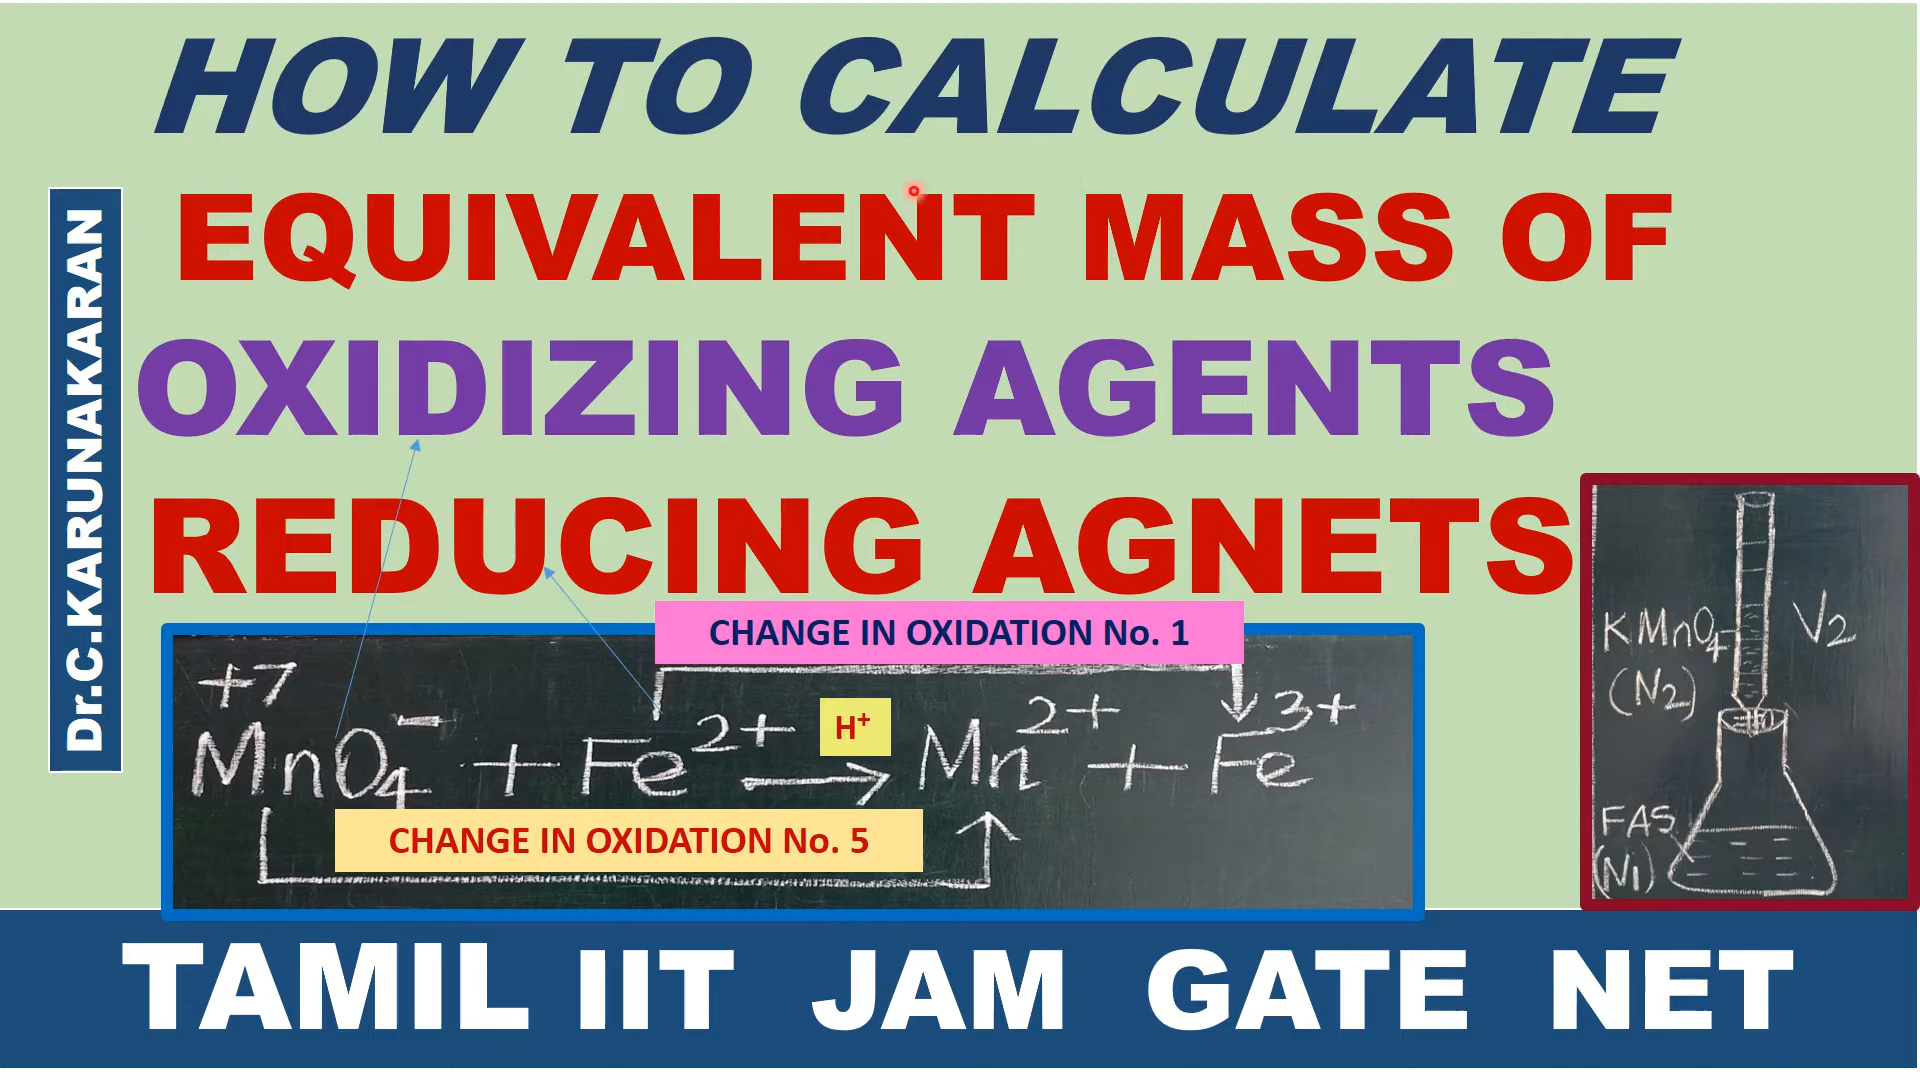 HOW TO CALCULATE
EQUIVALENT MASS OF
OXIDIZING AGENTS
REDUCING AGNETS
Dr.C.KARUNAKARAN
CHANGE IN OXIDATION No. 1
+7
MnO₄⁻ + Fe²⁺ H⁺ → Mn²⁺ + Fe³⁺
CHANGE IN OXIDATION No. 5
KMnO₄ V₂
(N₂)
FAS
(N₁)
TAMIL IIT JAM GATE NET